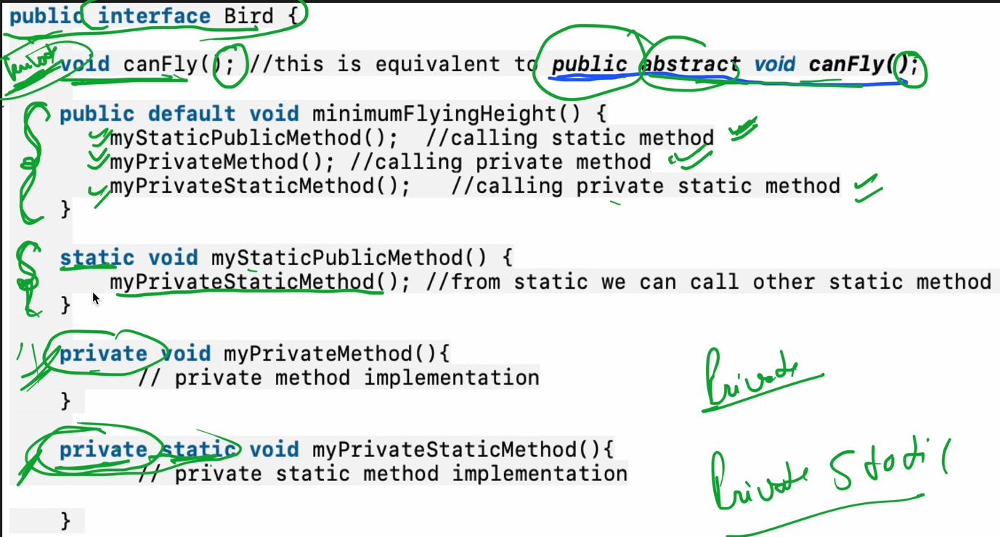 public interface Bird {
void canFly(); //this is equivalent to public abstract void canFly();
public default void minimumFlyingHeight() {
myStaticPublicMethod();  //calling static method
myPrivateMethod(); //calling private method
myPrivateStaticMethod();   //calling private static method
}
static void myStaticPublicMethod() {
myPrivateStaticMethod(); //from static we can call other static method
}
private void myPrivateMethod(){
// private method implementation
}
Private
private static void myPrivateStaticMethod(){
// private static method implementation
Private Static
}